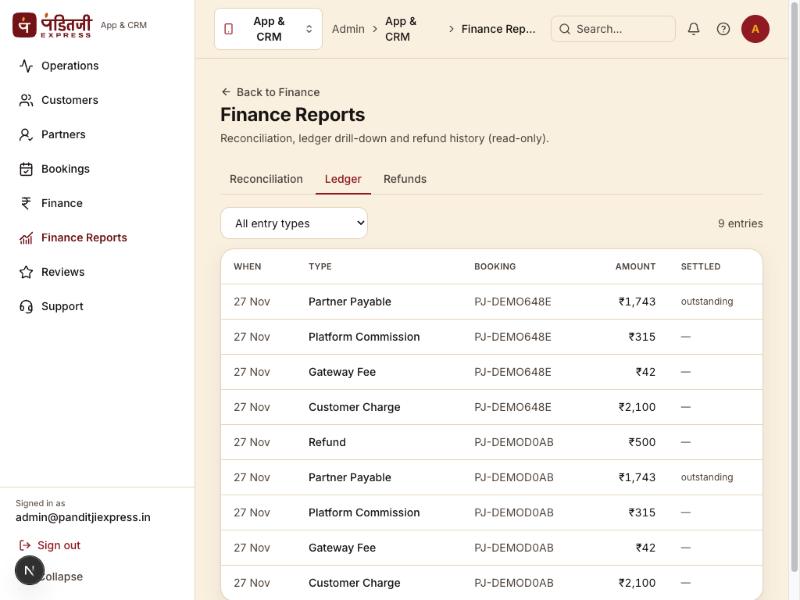 पं पंडितजी App & CRM
EXPRESS
Operations
Customers
Partners
Bookings
Finance
Finance Reports
Reviews
Support
Signed in as
admin@panditjiexpress.in
Sign out
N
ollapse
App &
CRM
Admin > App &
CRM > Finance Rep...
Search...
A
Back to Finance
Finance Reports
Reconciliation, ledger drill-down and refund history (read-only).
Reconciliation Ledger Refunds
All entry types 9 entries
WHEN TYPE BOOKING AMOUNT SETTLED
27 Nov Partner Payable PJ-DEMO648E ₹1,743 outstanding
27 Nov Platform Commission PJ-DEMO648E ₹315 —
27 Nov Gateway Fee PJ-DEMO648E ₹42 —
27 Nov Customer Charge PJ-DEMO648E ₹2,100 —
27 Nov Refund PJ-DEMOD0AB ₹500 —
27 Nov Partner Payable PJ-DEMOD0AB ₹1,743 outstanding
27 Nov Platform Commission PJ-DEMOD0AB ₹315 —
27 Nov Gateway Fee PJ-DEMOD0AB ₹42 —
27 Nov Customer Charge PJ-DEMOD0AB ₹2,100 —